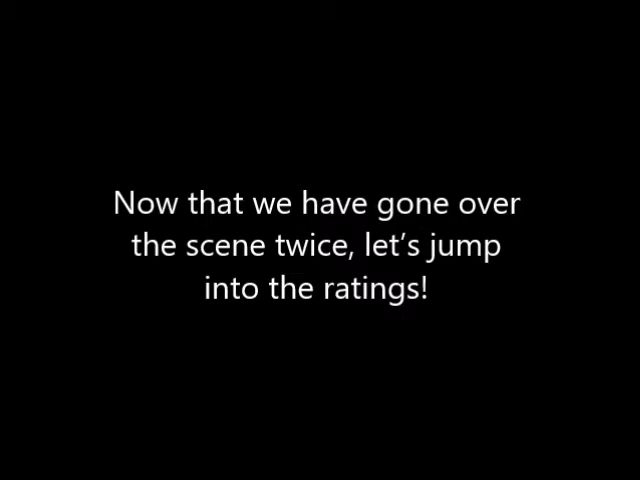 Now that we have gone over
the scene twice, let’s jump
into the ratings!